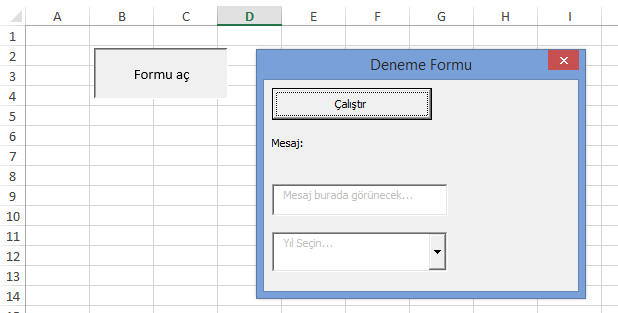 A B C D E F G H I
1
2
3
4
5
6
7
8
9
10
11
12
13
14
Formu aç
Deneme Formu
Çalıştır
Mesaj:
Mesaj burada görünecek...
Yıl Seçin...